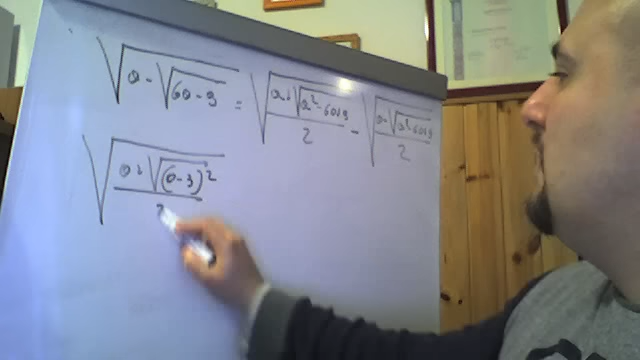 √(a - √(6a - 9)) = √((a + √(a² - 6a + 9))/2) - √((a - √(a² - 6a + 9))/2)
√((a + √((a - 3)²))/2)